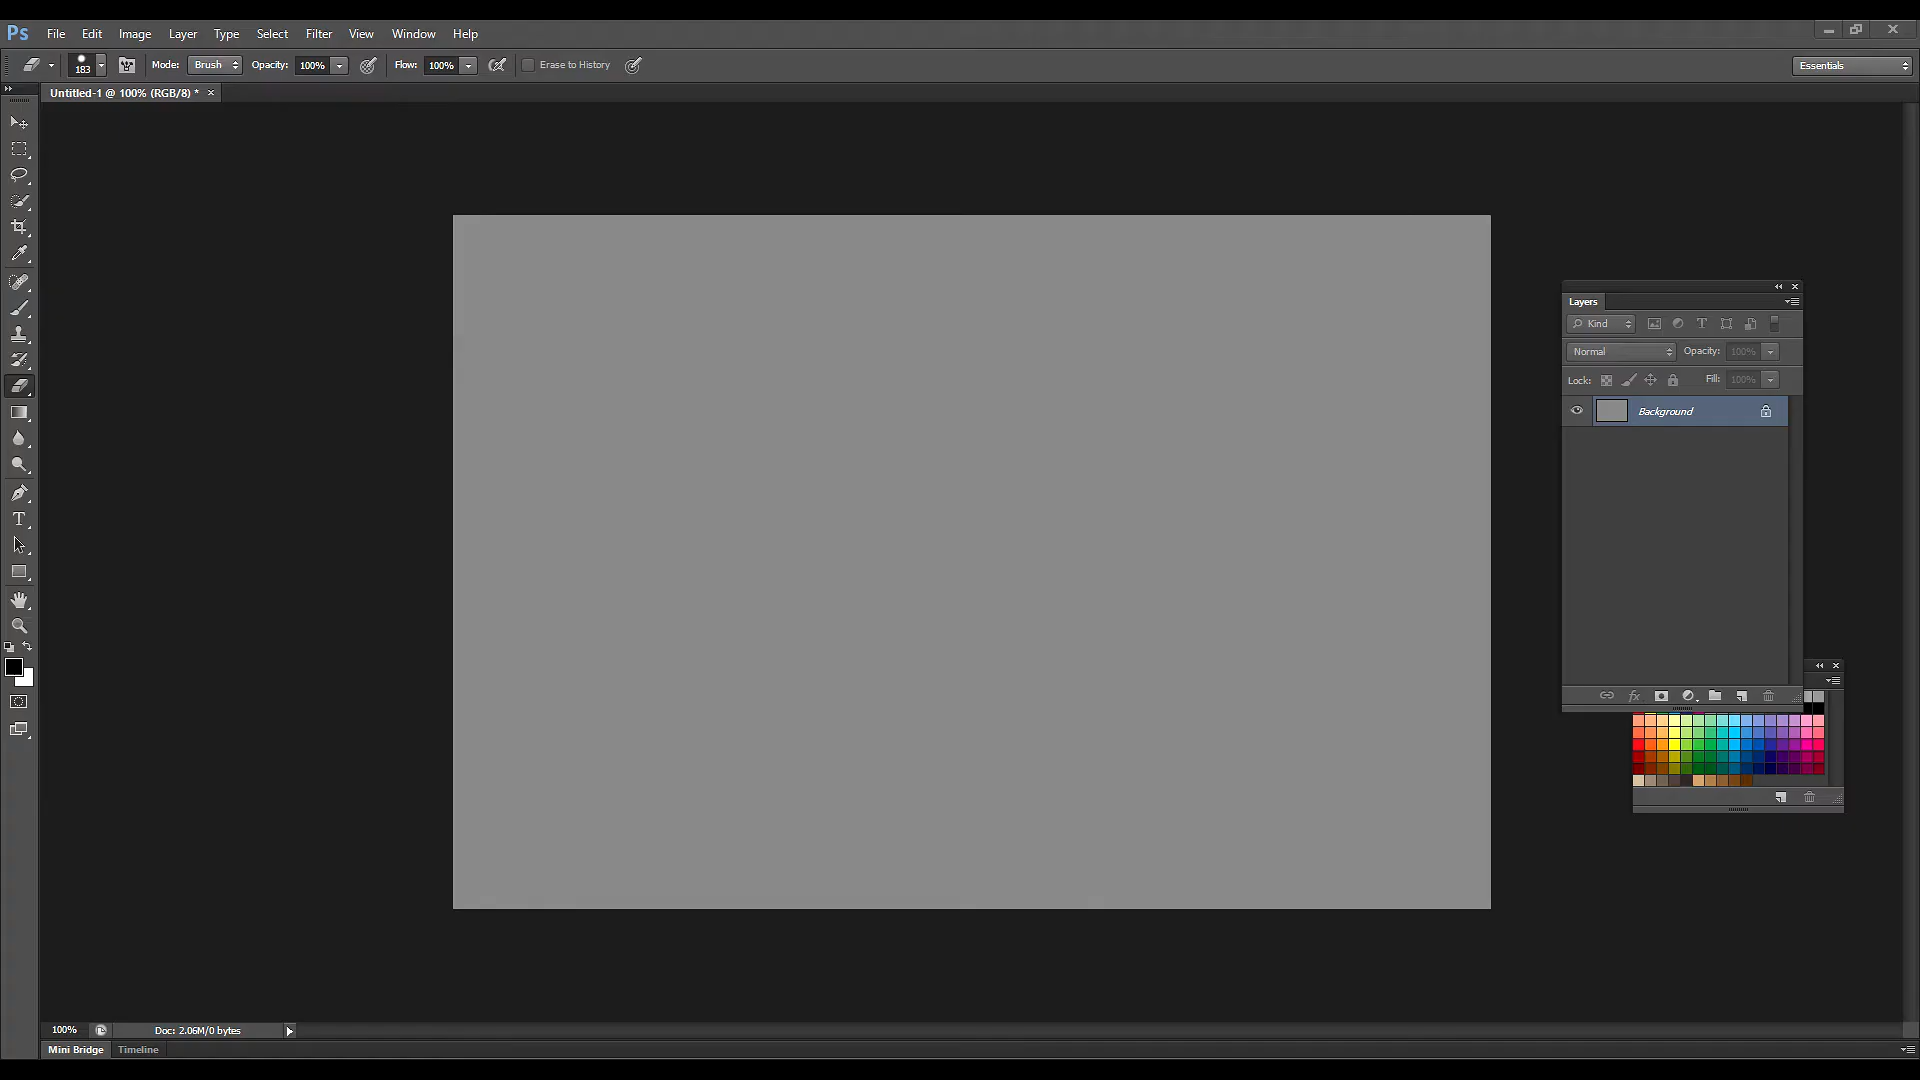 Ps File Edit Image Layer Type Select Filter View Window Help
183 Mode: Brush Opacity: 100% Flow: 100% Erase to History Essentials
Untitled-1 @ 100% (RGB/8) * ×
Layers
Kind
Normal Opacity: 100%
Lock: Fill: 100%
Background
fx
100% Doc: 2.06M/0 bytes
Mini Bridge Timeline